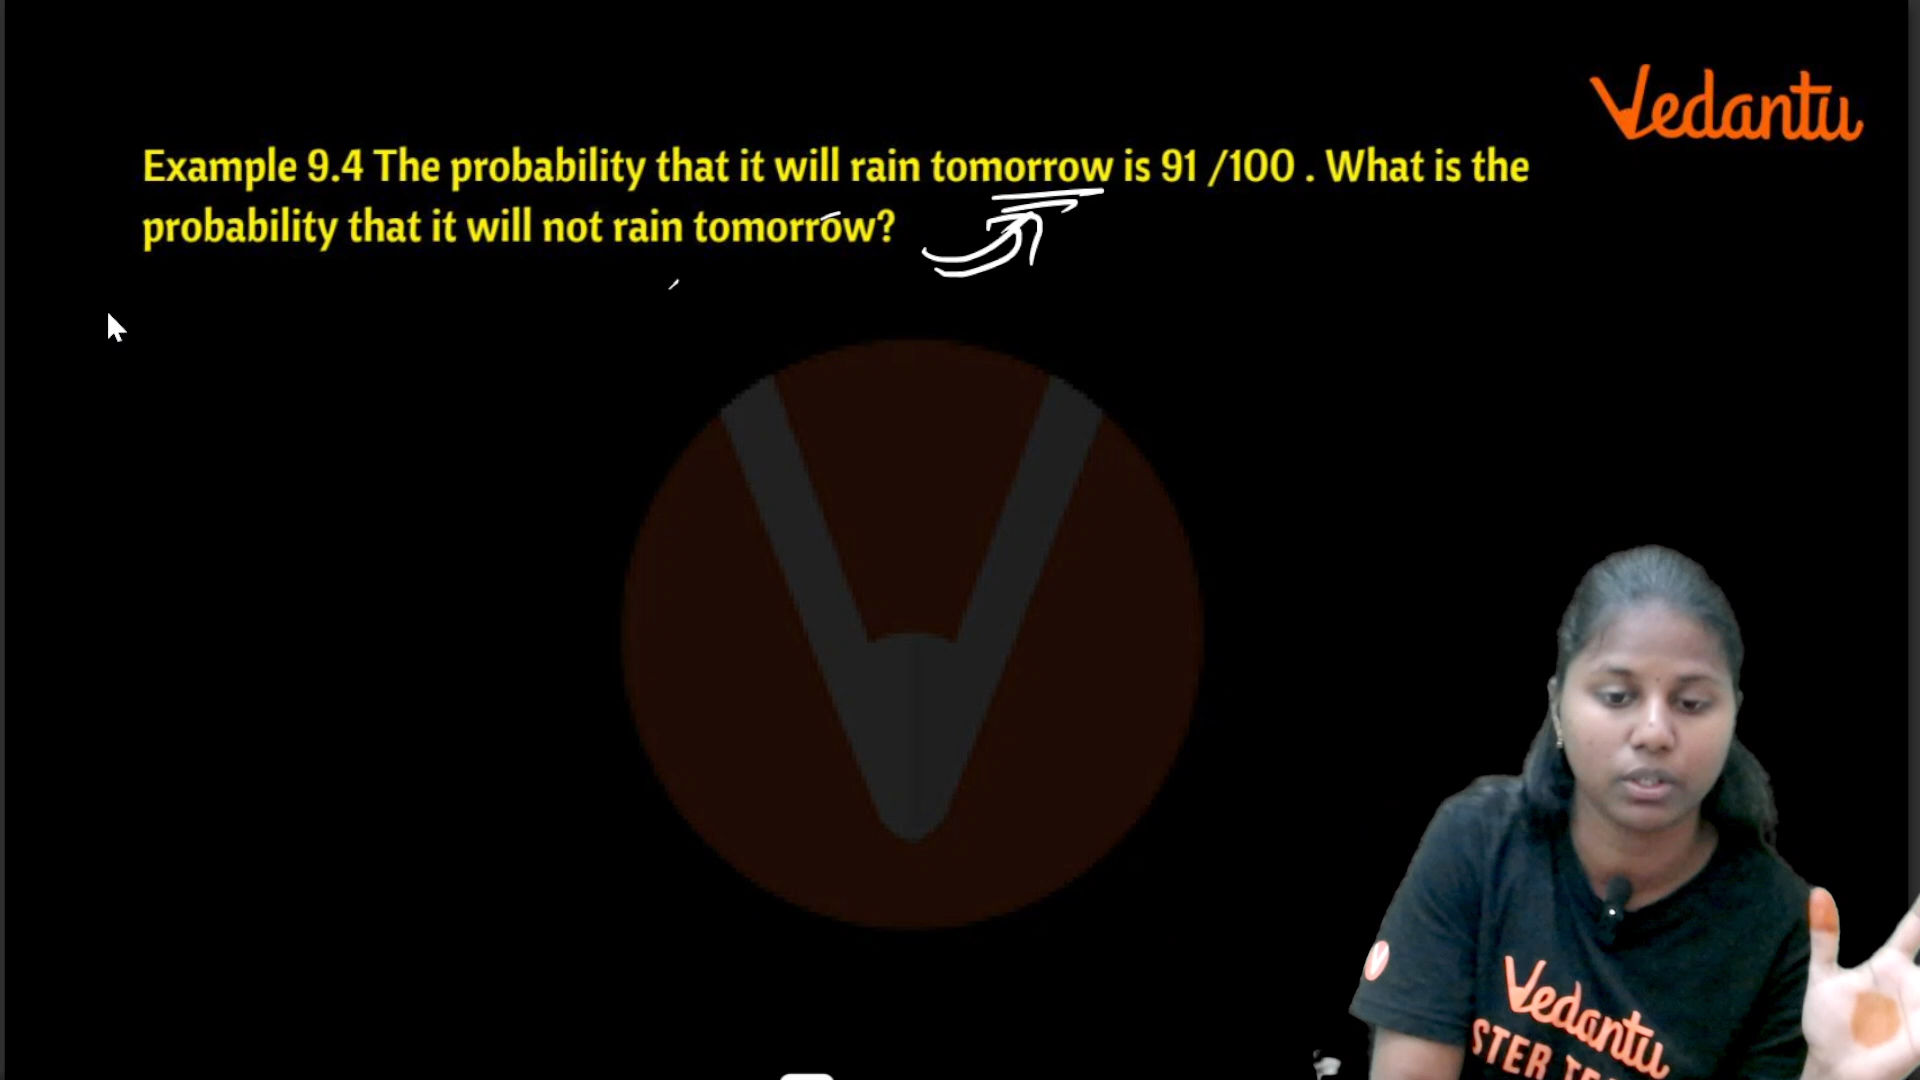 Vedantu
Example 9.4 The probability that it will rain tomorrow is 91 /100 . What is the
probability that it will not rain tomorrow?
Vedantu